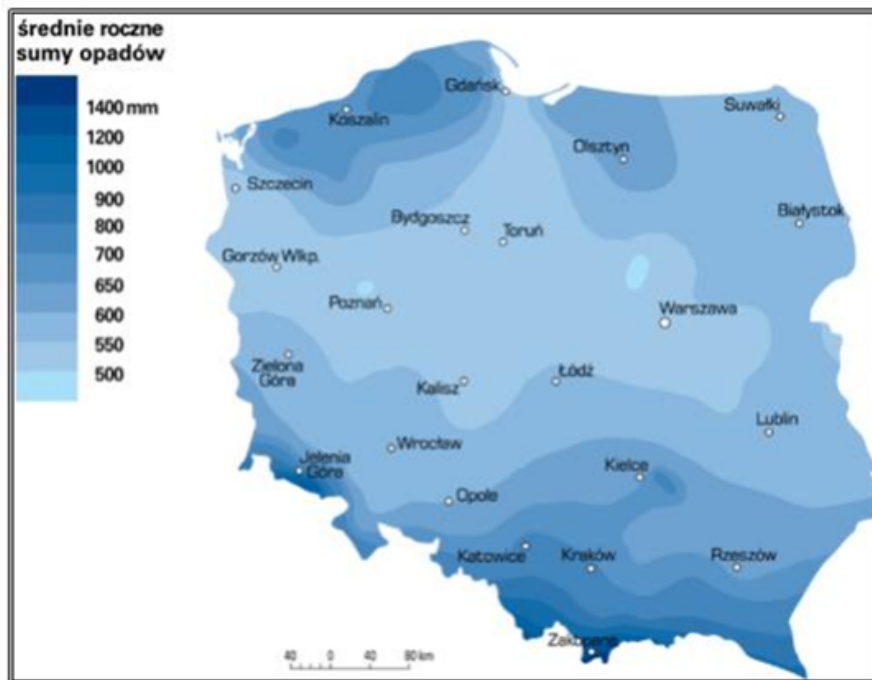 średnie roczne
sumy opadów
1400 mm
1200
1000
900
800
700
650
600
550
500
Gdańsk
Koszalin
Suwałki
Olsztyn
Szczecin
Białystok
Bydgoszcz
Toruń
Gorzów Wlkp.
Poznań
Warszawa
Zielona
Góra
Kalisz
Łódź
Lublin
Wrocław
Jelenia
Góra
Kielce
Opole
Katowice
Kraków
Rzeszów
Zakopane
40 0 40 80 km